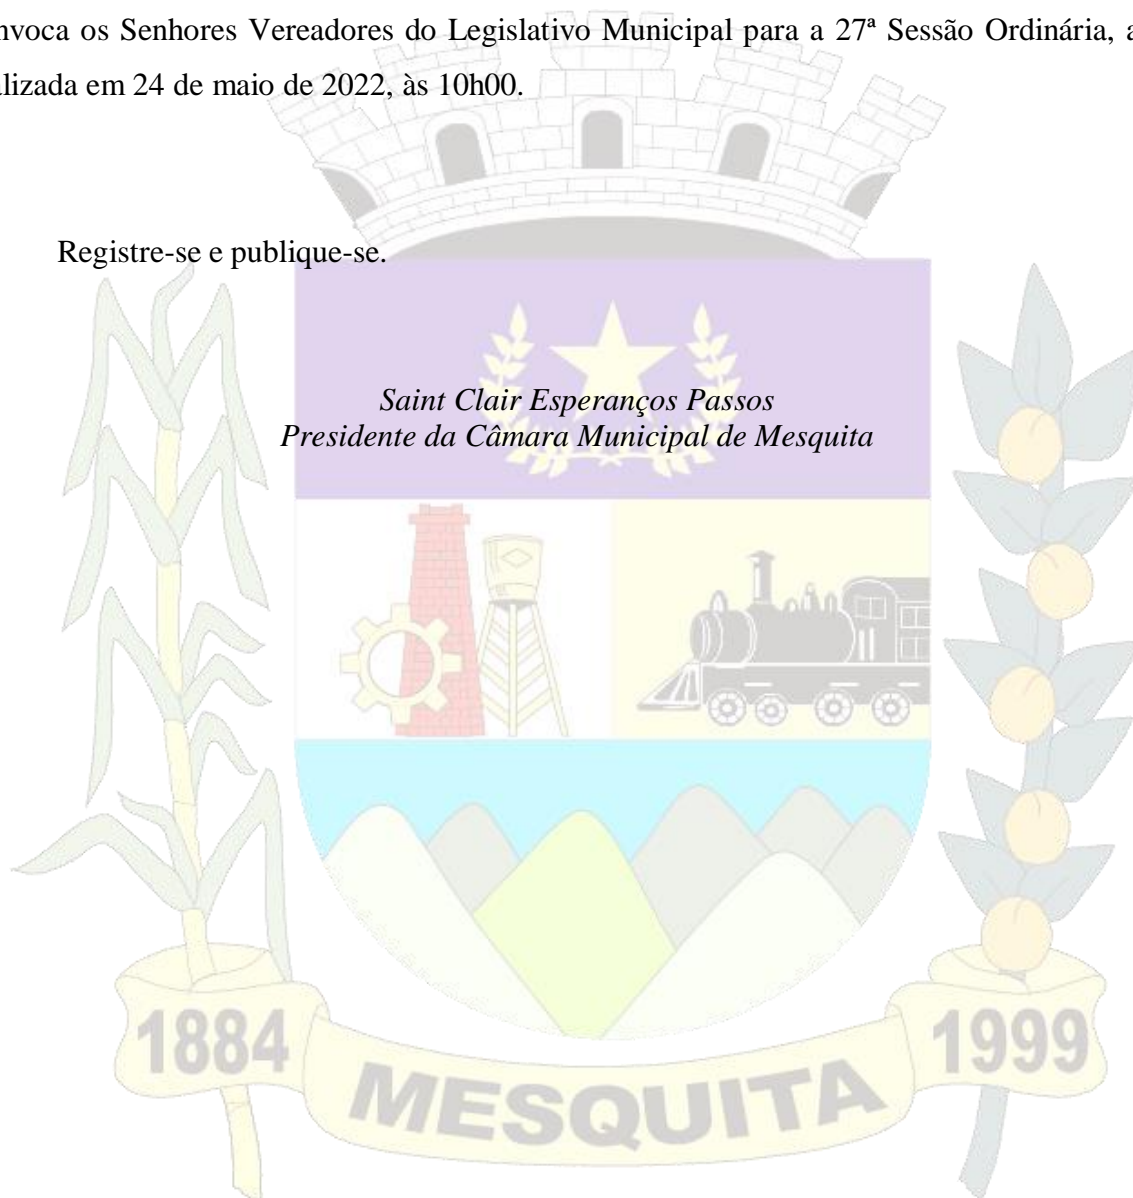 nvoca os Senhores Vereadores do Legislativo Municipal para a 27ª Sessão Ordinária, a
alizada em 24 de maio de 2022, às 10h00.
Registre-se e publique-se.
Saint Clair Esperanços Passos
Presidente da Câmara Municipal de Mesquita
1884
MESQUITA
1999